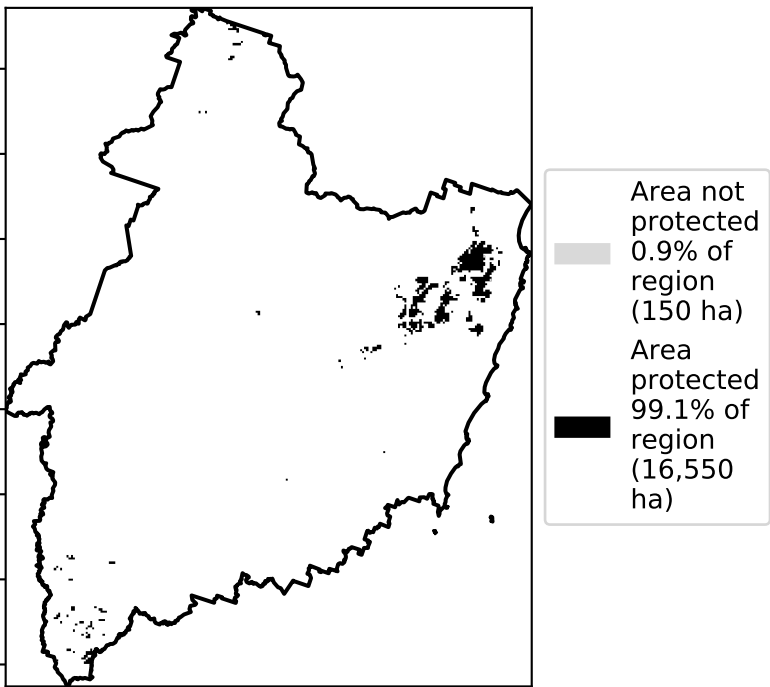 Area not
protected
0.9% of
region
(150 ha)
Area
protected
99.1% of
region
(16,550
ha)